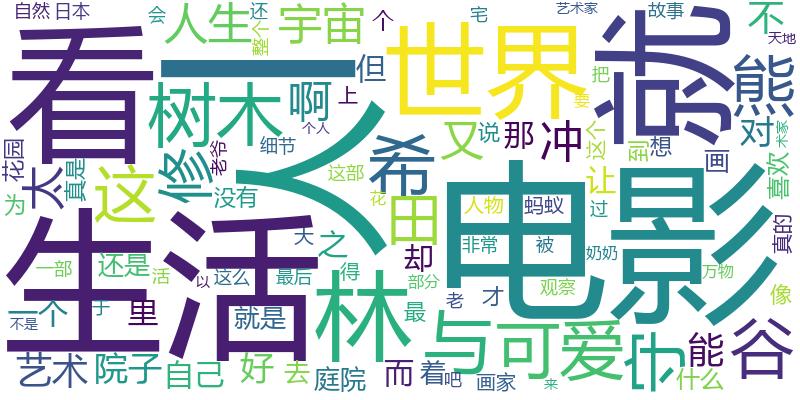 自然
日本
会
还
人生
整个
宇宙
个
宅
艺术家
故事
不
天地
看
一
但
世界
就
把
要
熊
树木
啊
上
个人
细节
老爷
希
又
说
那
冲
这个
到
想
画
对
术家
喜欢
花园
为
太
真是
这
修
没有
人
这部
花
田
人物
蚂蚁
让
过
真的
生活
电影
天
之
却
非常
被
奶奶
万物
一部
还是
活
以
这么
最后
得
部分
老
才
观察
像
一个
不是
于
里
就是
林
最
与
可爱
守
能
谷
艺术
院子
自己
好
去
庭院
而
着
吧
画家
来
什么